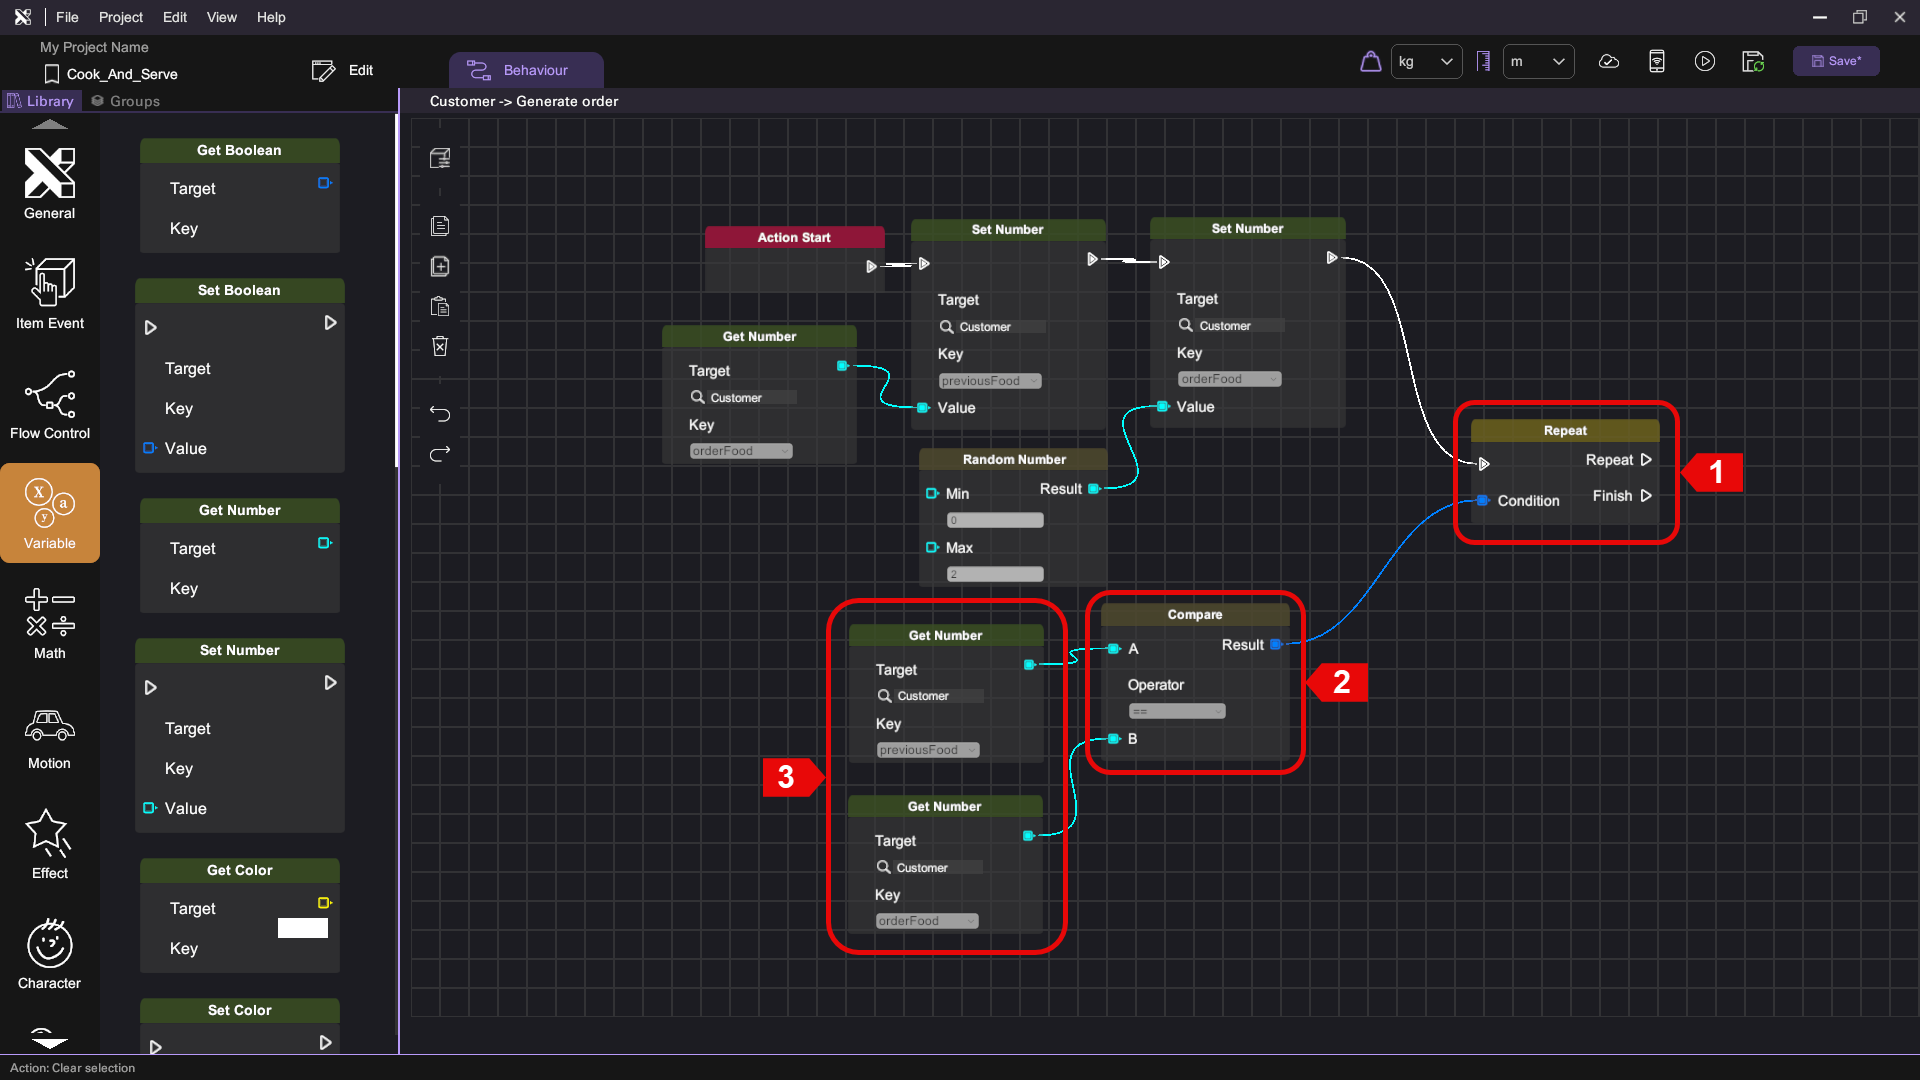 File Project Edit View Help
My Project Name
Cook_And_Serve
Edit
Behaviour
kg
m
Save*
Library
Groups
Customer -> Generate order
General
Item Event
Flow Control
Variable
X
a
y
Math
Motion
Effect
Character
Get Boolean
Target
Key
Set Boolean
Target
Key
Value
Get Number
Target
Key
Set Number
Target
Key
Value
Get Color
Target
Key
Set Color
Action Start
Set Number
Target
Customer
Key
previousFood
Value
Set Number
Target
Customer
Key
orderFood
Value
Get Number
Target
Customer
Key
orderFood
Random Number
Min
Result
0
Max
2
Repeat
Repeat
Condition
Finish
1
Compare
A
Result
Operator
==
B
2
Get Number
Target
Customer
Key
previousFood
3
Get Number
Target
Customer
Key
orderFood
Action: Clear selection